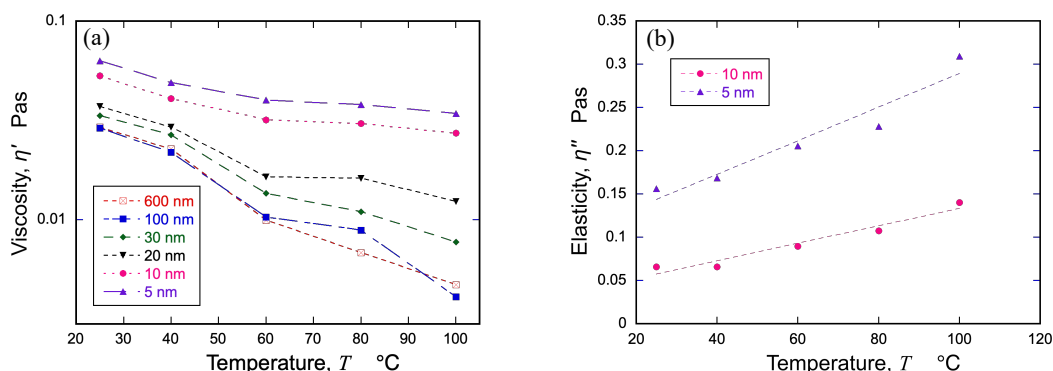 (a)
0.1
0.01
Viscosity, η′ Pas
600 nm
100 nm
30 nm
20 nm
10 nm
5 nm
20 30 40 50 60 70 80 90 100
Temperature, T °C
(b)
0.35
0.3
0.25
0.2
0.15
0.1
0.05
0
Elasticity, η″ Pas
10 nm
5 nm
20 40 60 80 100 120
Temperature, T °C